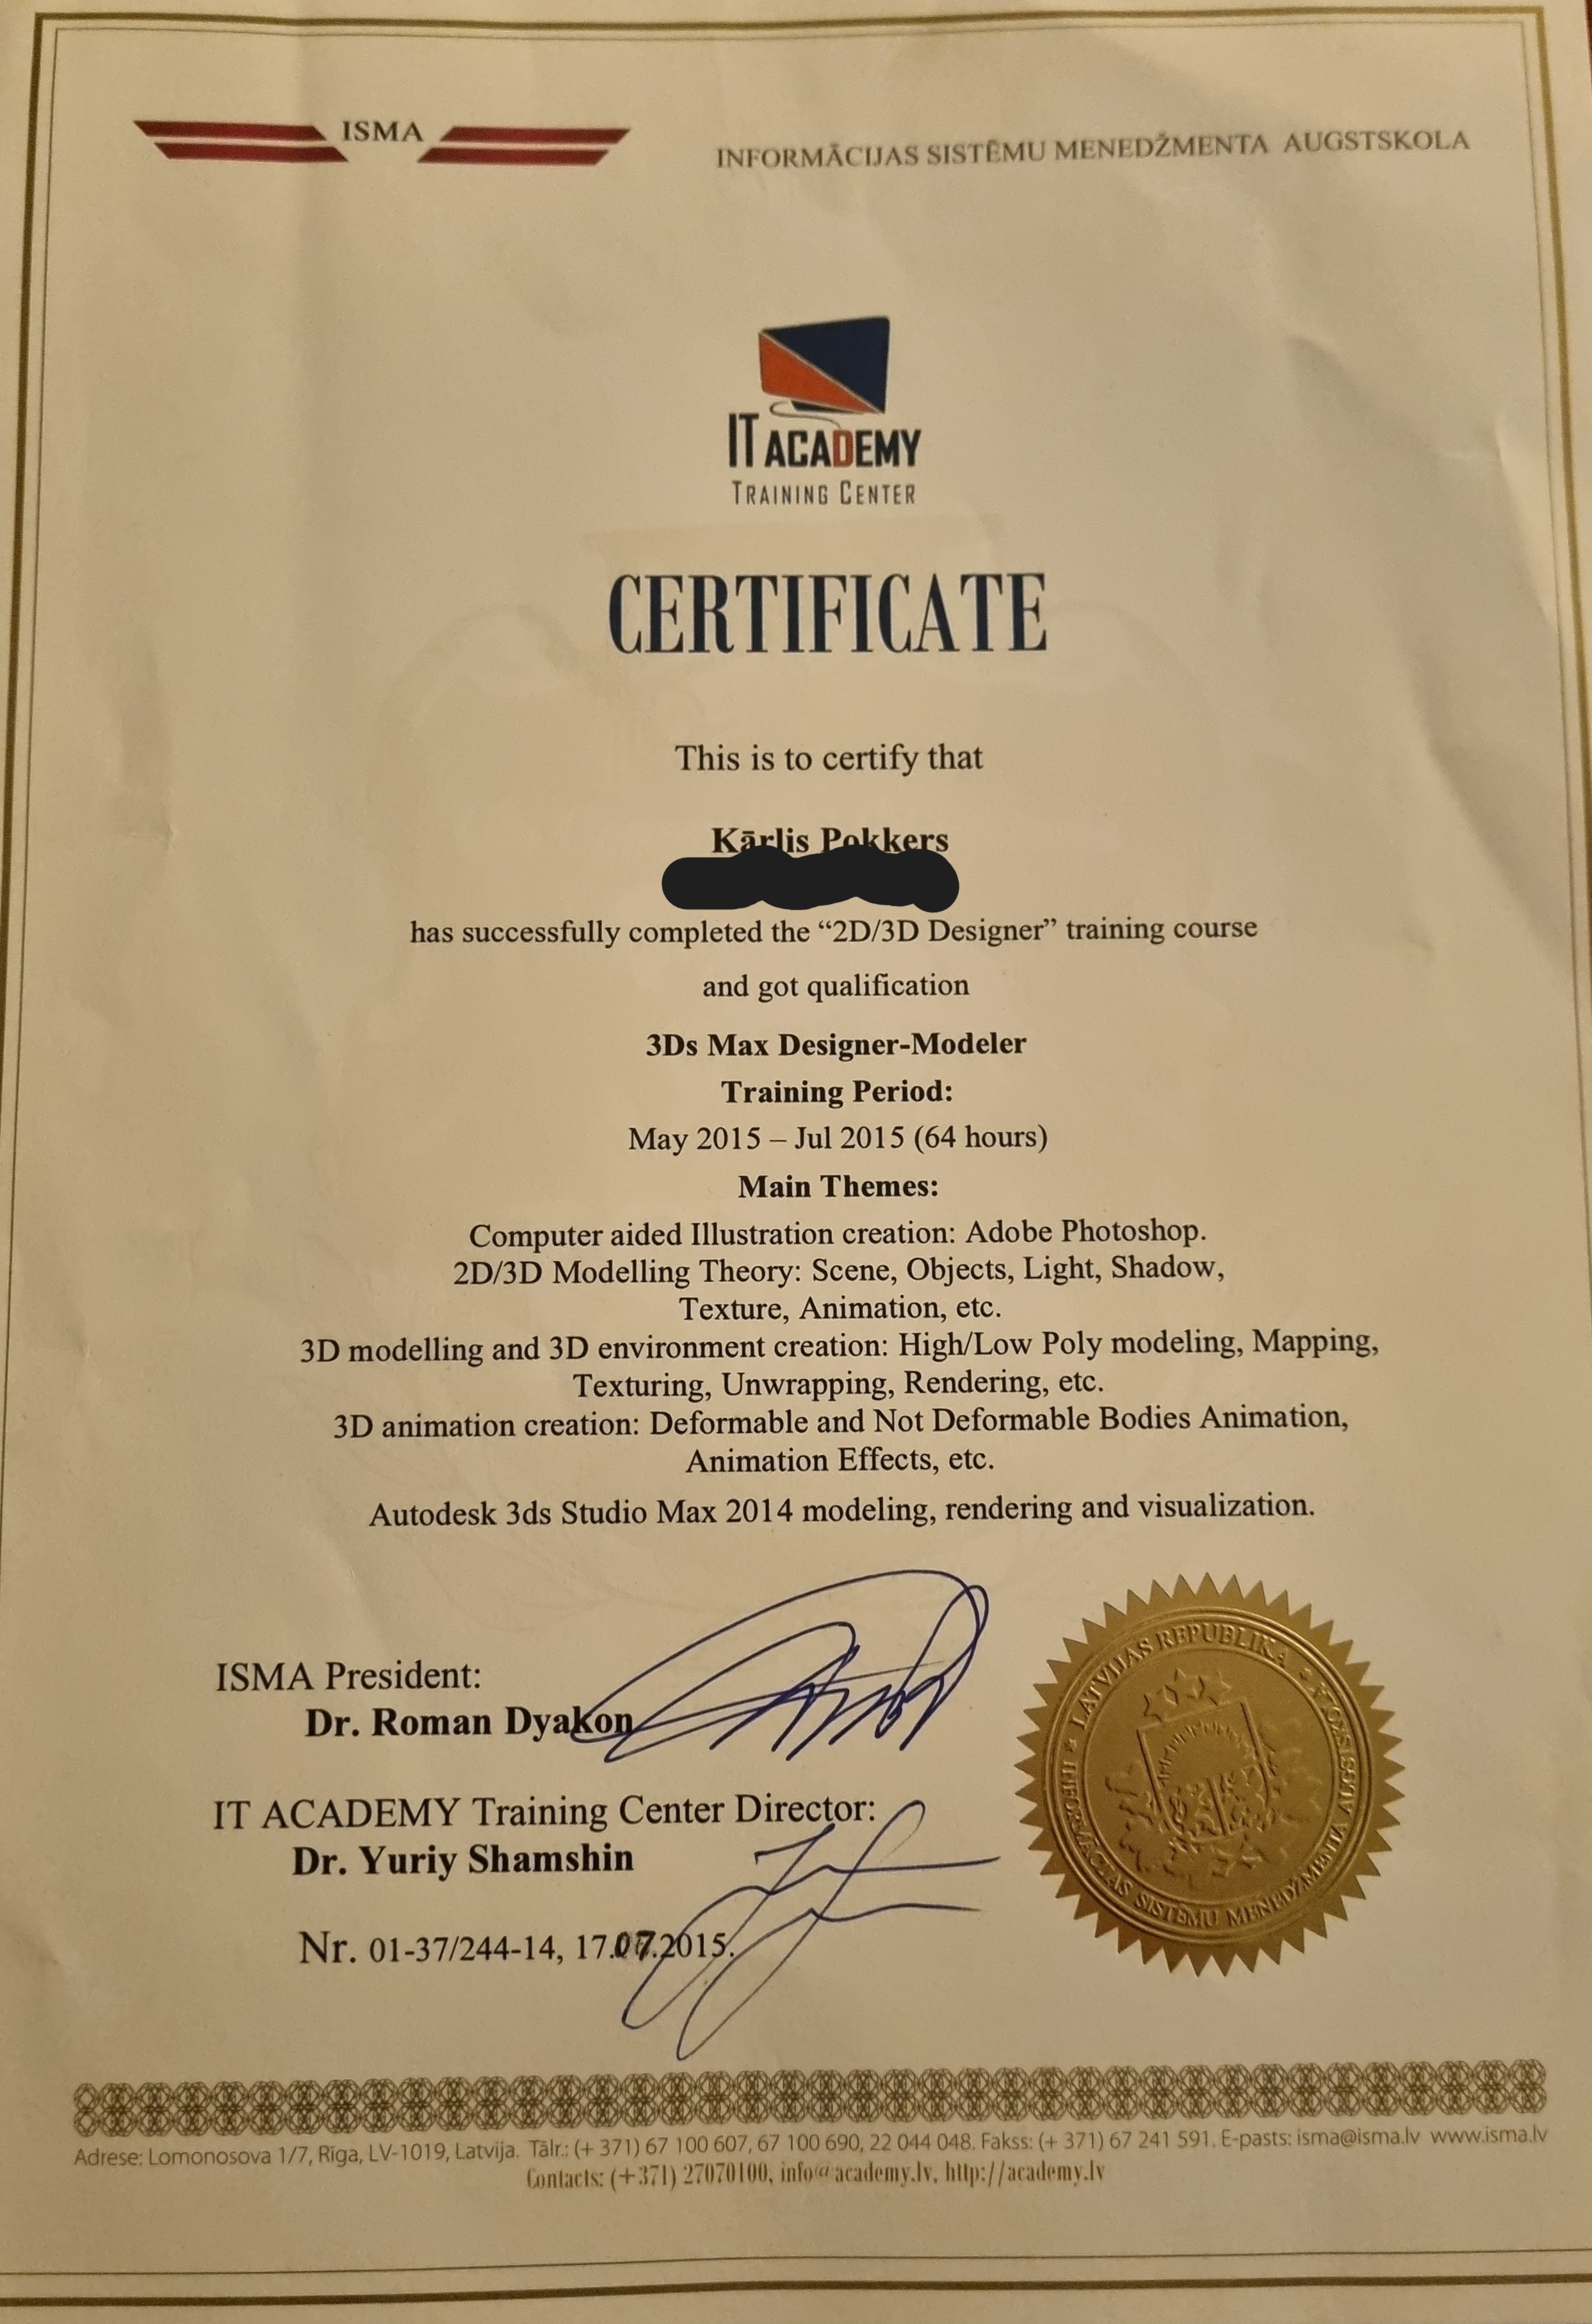 ISMA
INFORMĀCIJAS SISTĒMU MENEDŽMENTA AUGSTSKOLA
IT ACADEMY
TRAINING CENTER
CERTIFICATE
This is to certify that
Kārlis Pokkers
has successfully completed the “2D/3D Designer” training course
and got qualification
3Ds Max Designer-Modeler
Training Period:
May 2015 – Jul 2015 (64 hours)
Main Themes:
Computer aided Illustration creation: Adobe Photoshop.
2D/3D Modelling Theory: Scene, Objects, Light, Shadow,
Texture, Animation, etc.
3D modelling and 3D environment creation: High/Low Poly modeling, Mapping,
Texturing, Unwrapping, Rendering, etc.
3D animation creation: Deformable and Not Deformable Bodies Animation,
Animation Effects, etc.
Autodesk 3ds Studio Max 2014 modeling, rendering and visualization.
ISMA President:
Dr. Roman Dyakon
IT ACADEMY Training Center Director:
Dr. Yuriy Shamshin
Nr. 01-37/244-14, 17.07.2015.
LATVIJAS REPUBLIKA
INFORMĀCIJAS SISTĒMU MENEDŽMENTA AUGSTSKOLA
Adrese: Lomonosova 1/7, Rīga, LV-1019, Latvija. Tālr.: (+ 371) 67 100 607, 67 100 690, 22 044 048. Fakss: (+ 371) 67 241 591. E-pasts: isma@isma.lv www.isma.lv
Contacts: (+371) 27070100, info@academy.lv, http://academy.lv